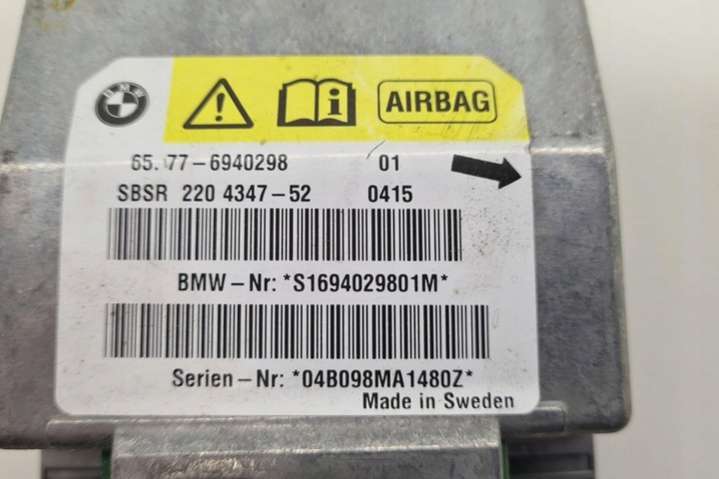 BMW
AIRBAG
65. 77-6940298 01
SBSR 220 4347-52 0415
BMW-Nr: *S1694029801M*
Serien-Nr: *04B098MA1480Z*
Made in Sweden